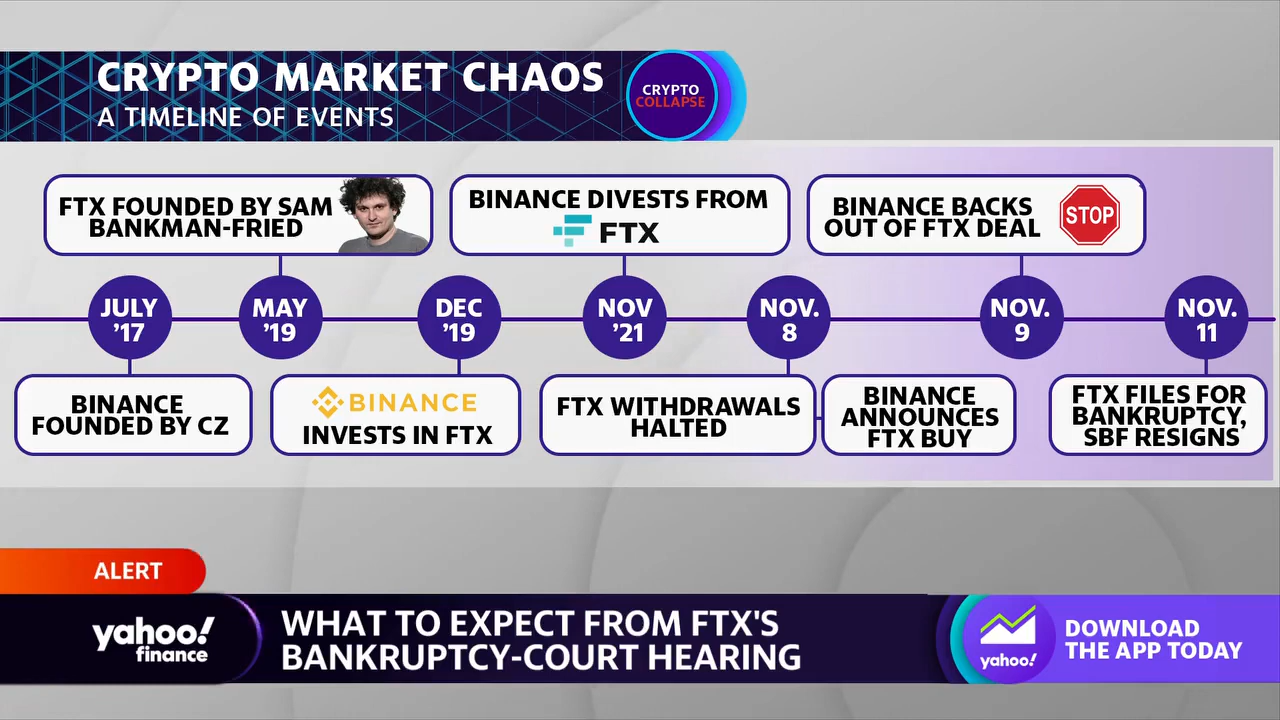 CRYPTO MARKET CHAOS
A TIMELINE OF EVENTS
CRYPTO
COLLAPSE
FTX FOUNDED BY SAM
BANKMAN-FRIED
BINANCE DIVESTS FROM
FTX
BINANCE BACKS
OUT OF FTX DEAL
STOP
JULY
’17
MAY
’19
DEC
’19
NOV
’21
NOV.
8
NOV.
9
NOV.
11
BINANCE
FOUNDED BY CZ
BINANCE
INVESTS IN FTX
FTX WITHDRAWALS
HALTED
BINANCE
ANNOUNCES
FTX BUY
FTX FILES FOR
BANKRUPTCY,
SBF RESIGNS
ALERT
yahoo!
finance
WHAT TO EXPECT FROM FTX'S
BANKRUPTCY-COURT HEARING
yahoo!
DOWNLOAD
THE APP TODAY